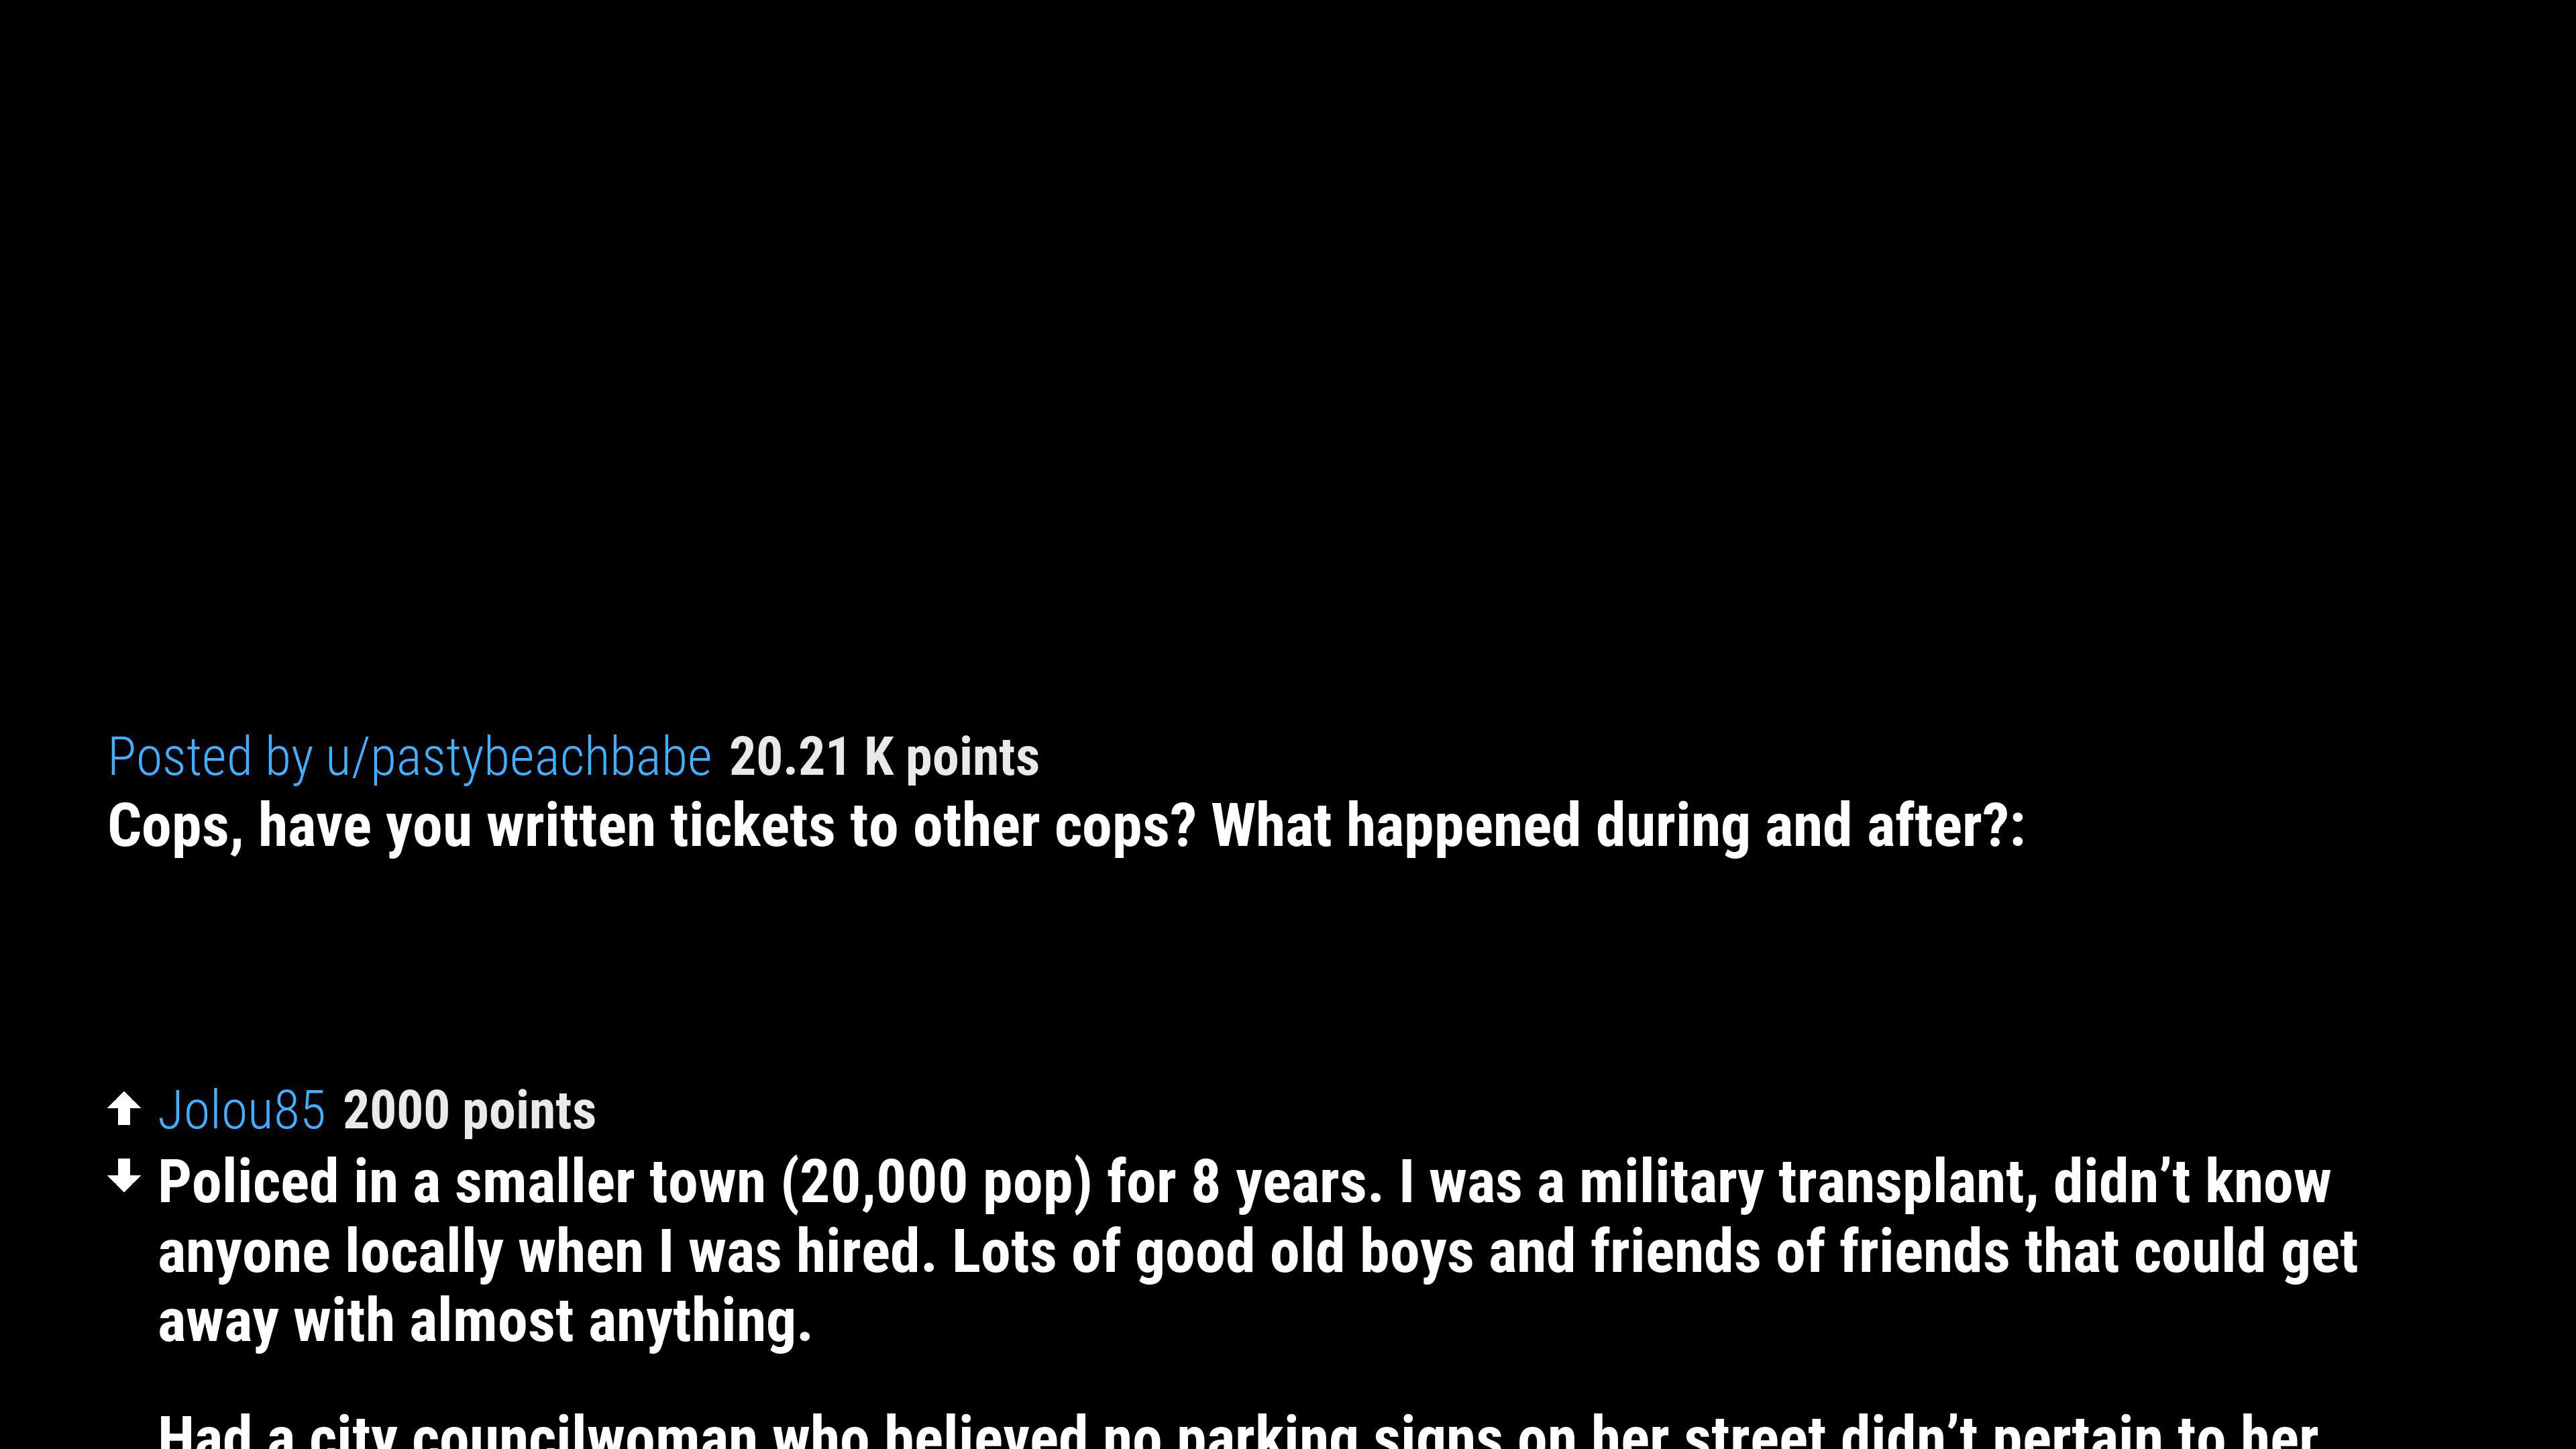 Posted by u/pastybeachbabe 20.21 K points
Cops, have you written tickets to other cops? What happened during and after?:
Jolou85 2000 points
Policed in a smaller town (20,000 pop) for 8 years. I was a military transplant, didn’t know
anyone locally when I was hired. Lots of good old boys and friends of friends that could get
away with almost anything.
Had a city councilwoman who believed no parking signs on her street didn’t pertain to her